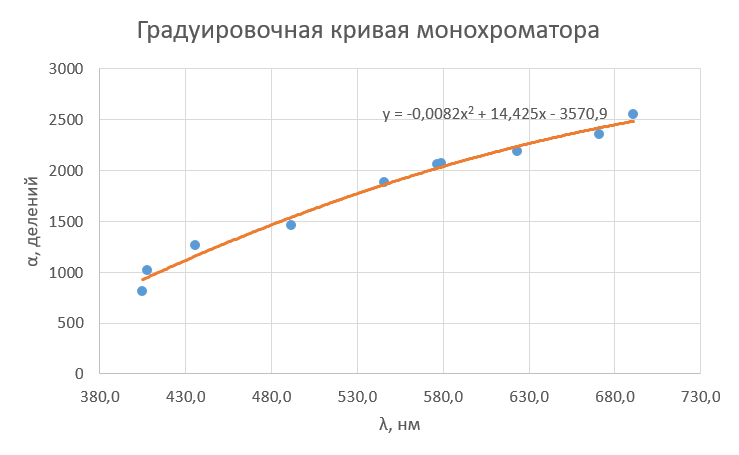 Градуировочная кривая монохроматора
3000
2500
2000
1500
1000
500
0
α, делений
y = -0,0082x² + 14,425x - 3570,9
380,0 430,0 480,0 530,0 580,0 630,0 680,0 730,0
λ, нм